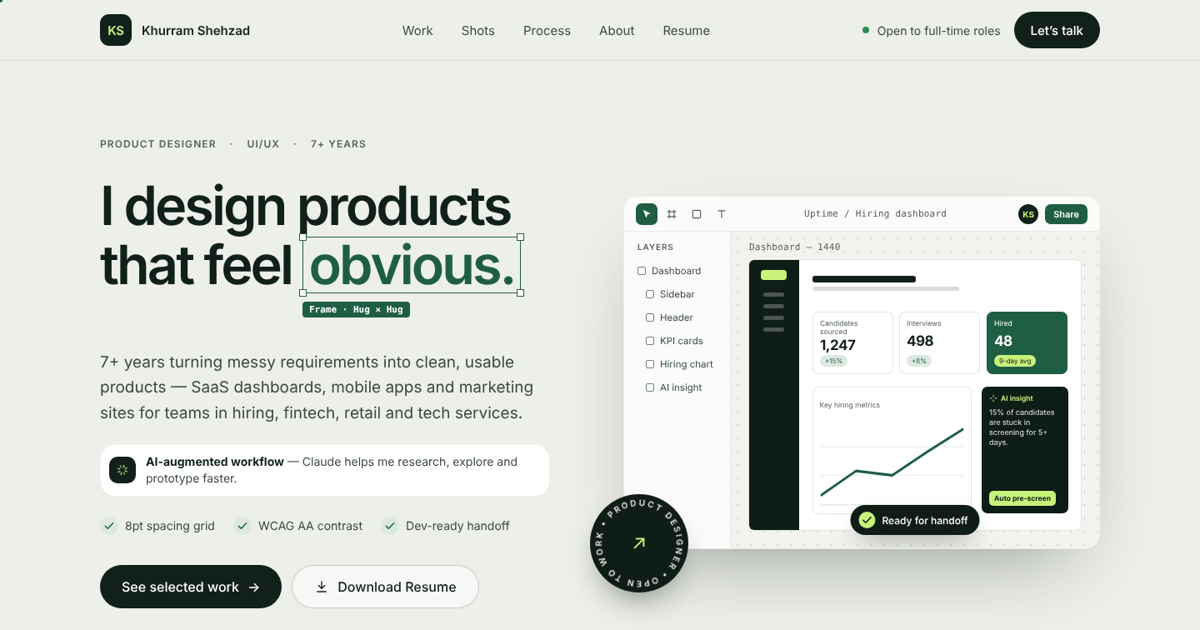 KS Khurram Shehzad
Work Shots Process About Resume
Open to full-time roles
Let's talk
PRODUCT DESIGNER · UI/UX · 7+ YEARS
I design products
that feel obvious.
Frame · Hug × Hug
7+ years turning messy requirements into clean, usable
products — SaaS dashboards, mobile apps and marketing
sites for teams in hiring, fintech, retail and tech services.
AI-augmented workflow — Claude helps me research, explore and
prototype faster.
8pt spacing grid
WCAG AA contrast
Dev-ready handoff
See selected work →
Download Resume
Uptime / Hiring dashboard
KS
Share
LAYERS
Dashboard
Sidebar
Header
KPI cards
Hiring chart
AI insight
Dashboard — 1440
Candidates
sourced
1,247
+15%
Interviews
498
+8%
Hired
48
9-day avg
Key hiring metrics
AI insight
15% of candidates
are stuck in
screening for 5+
days.
Auto pre-screen
Ready for handoff
PRODUCT DESIGNER • OPEN TO WORK •